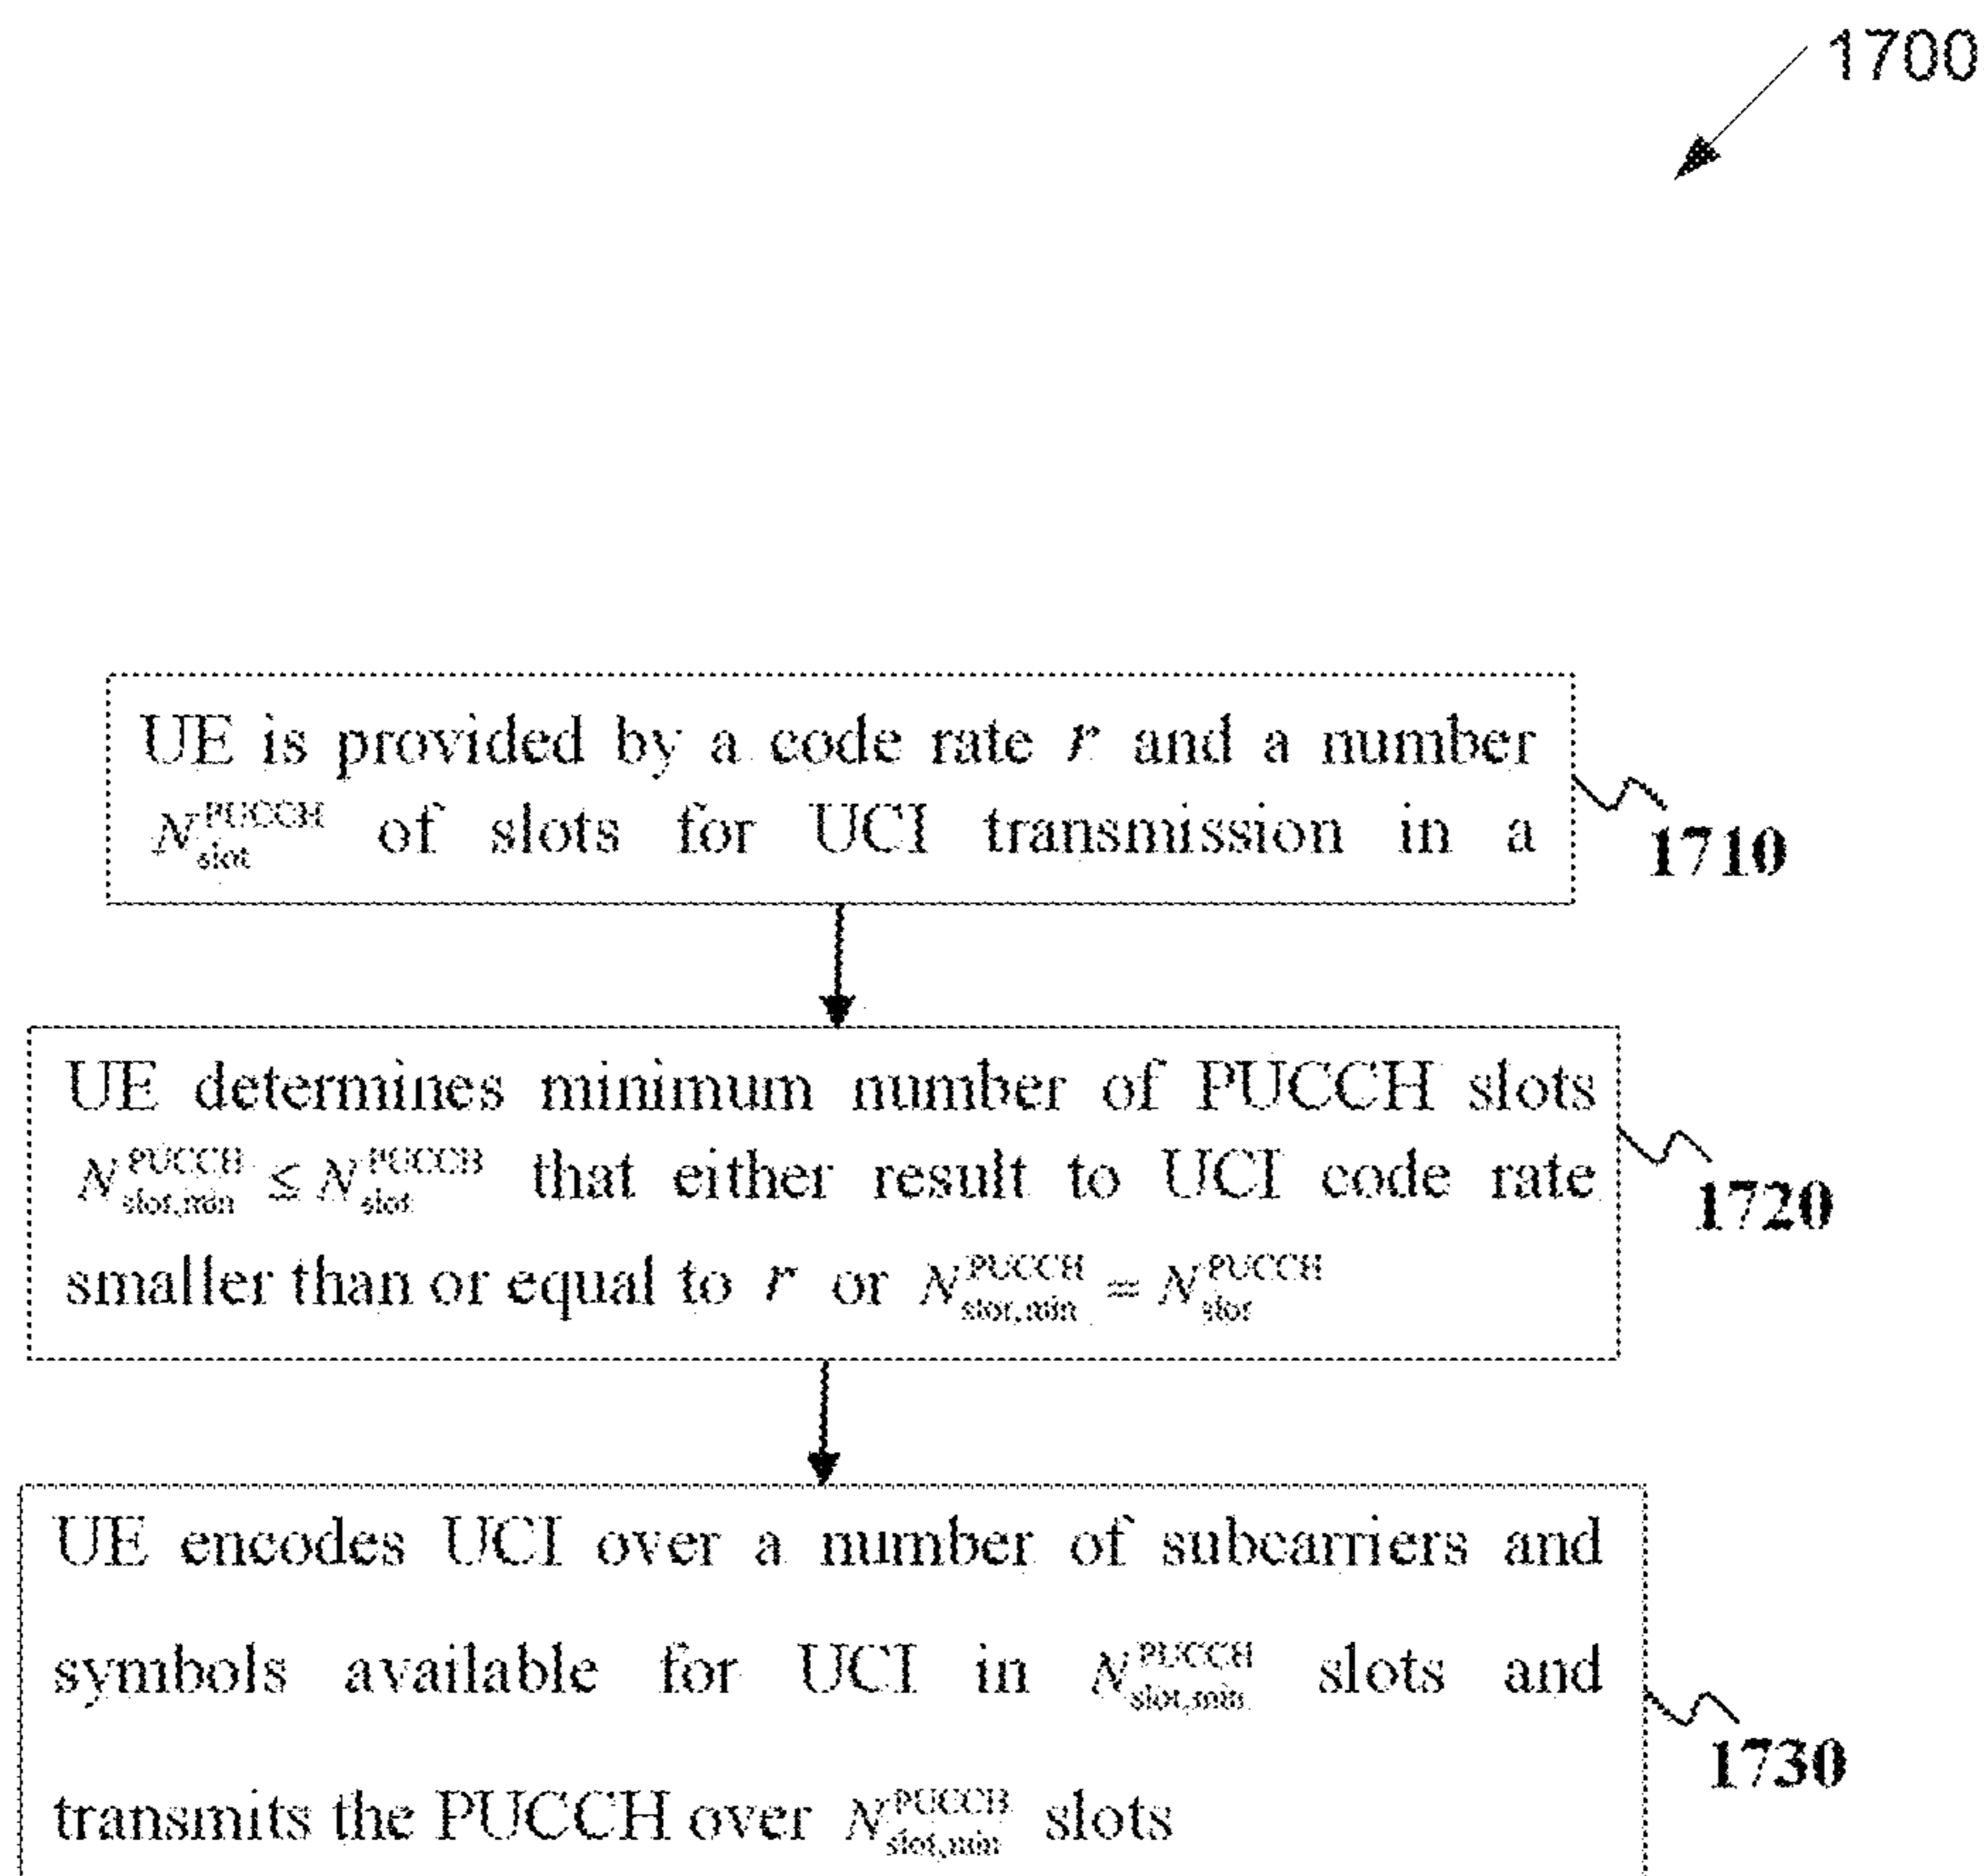 1700
UE is provided by a code rate r and a number
N_slot^PUCCH of slots for UCI transmission in a
1710
UE determines minimum number of PUCCH slots
N_slot,min^PUCCH ≤ N_slot^PUCCH that either result to UCI code rate
1720
smaller than or equal to r or N_slot,min^PUCCH = N_slot^PUCCH
UE encodes UCI over a number of subcarriers and
symbols available for UCI in N_slot,min^PUCCH slots and
1730
transmits the PUCCH over N_slot,min^PUCCH slots